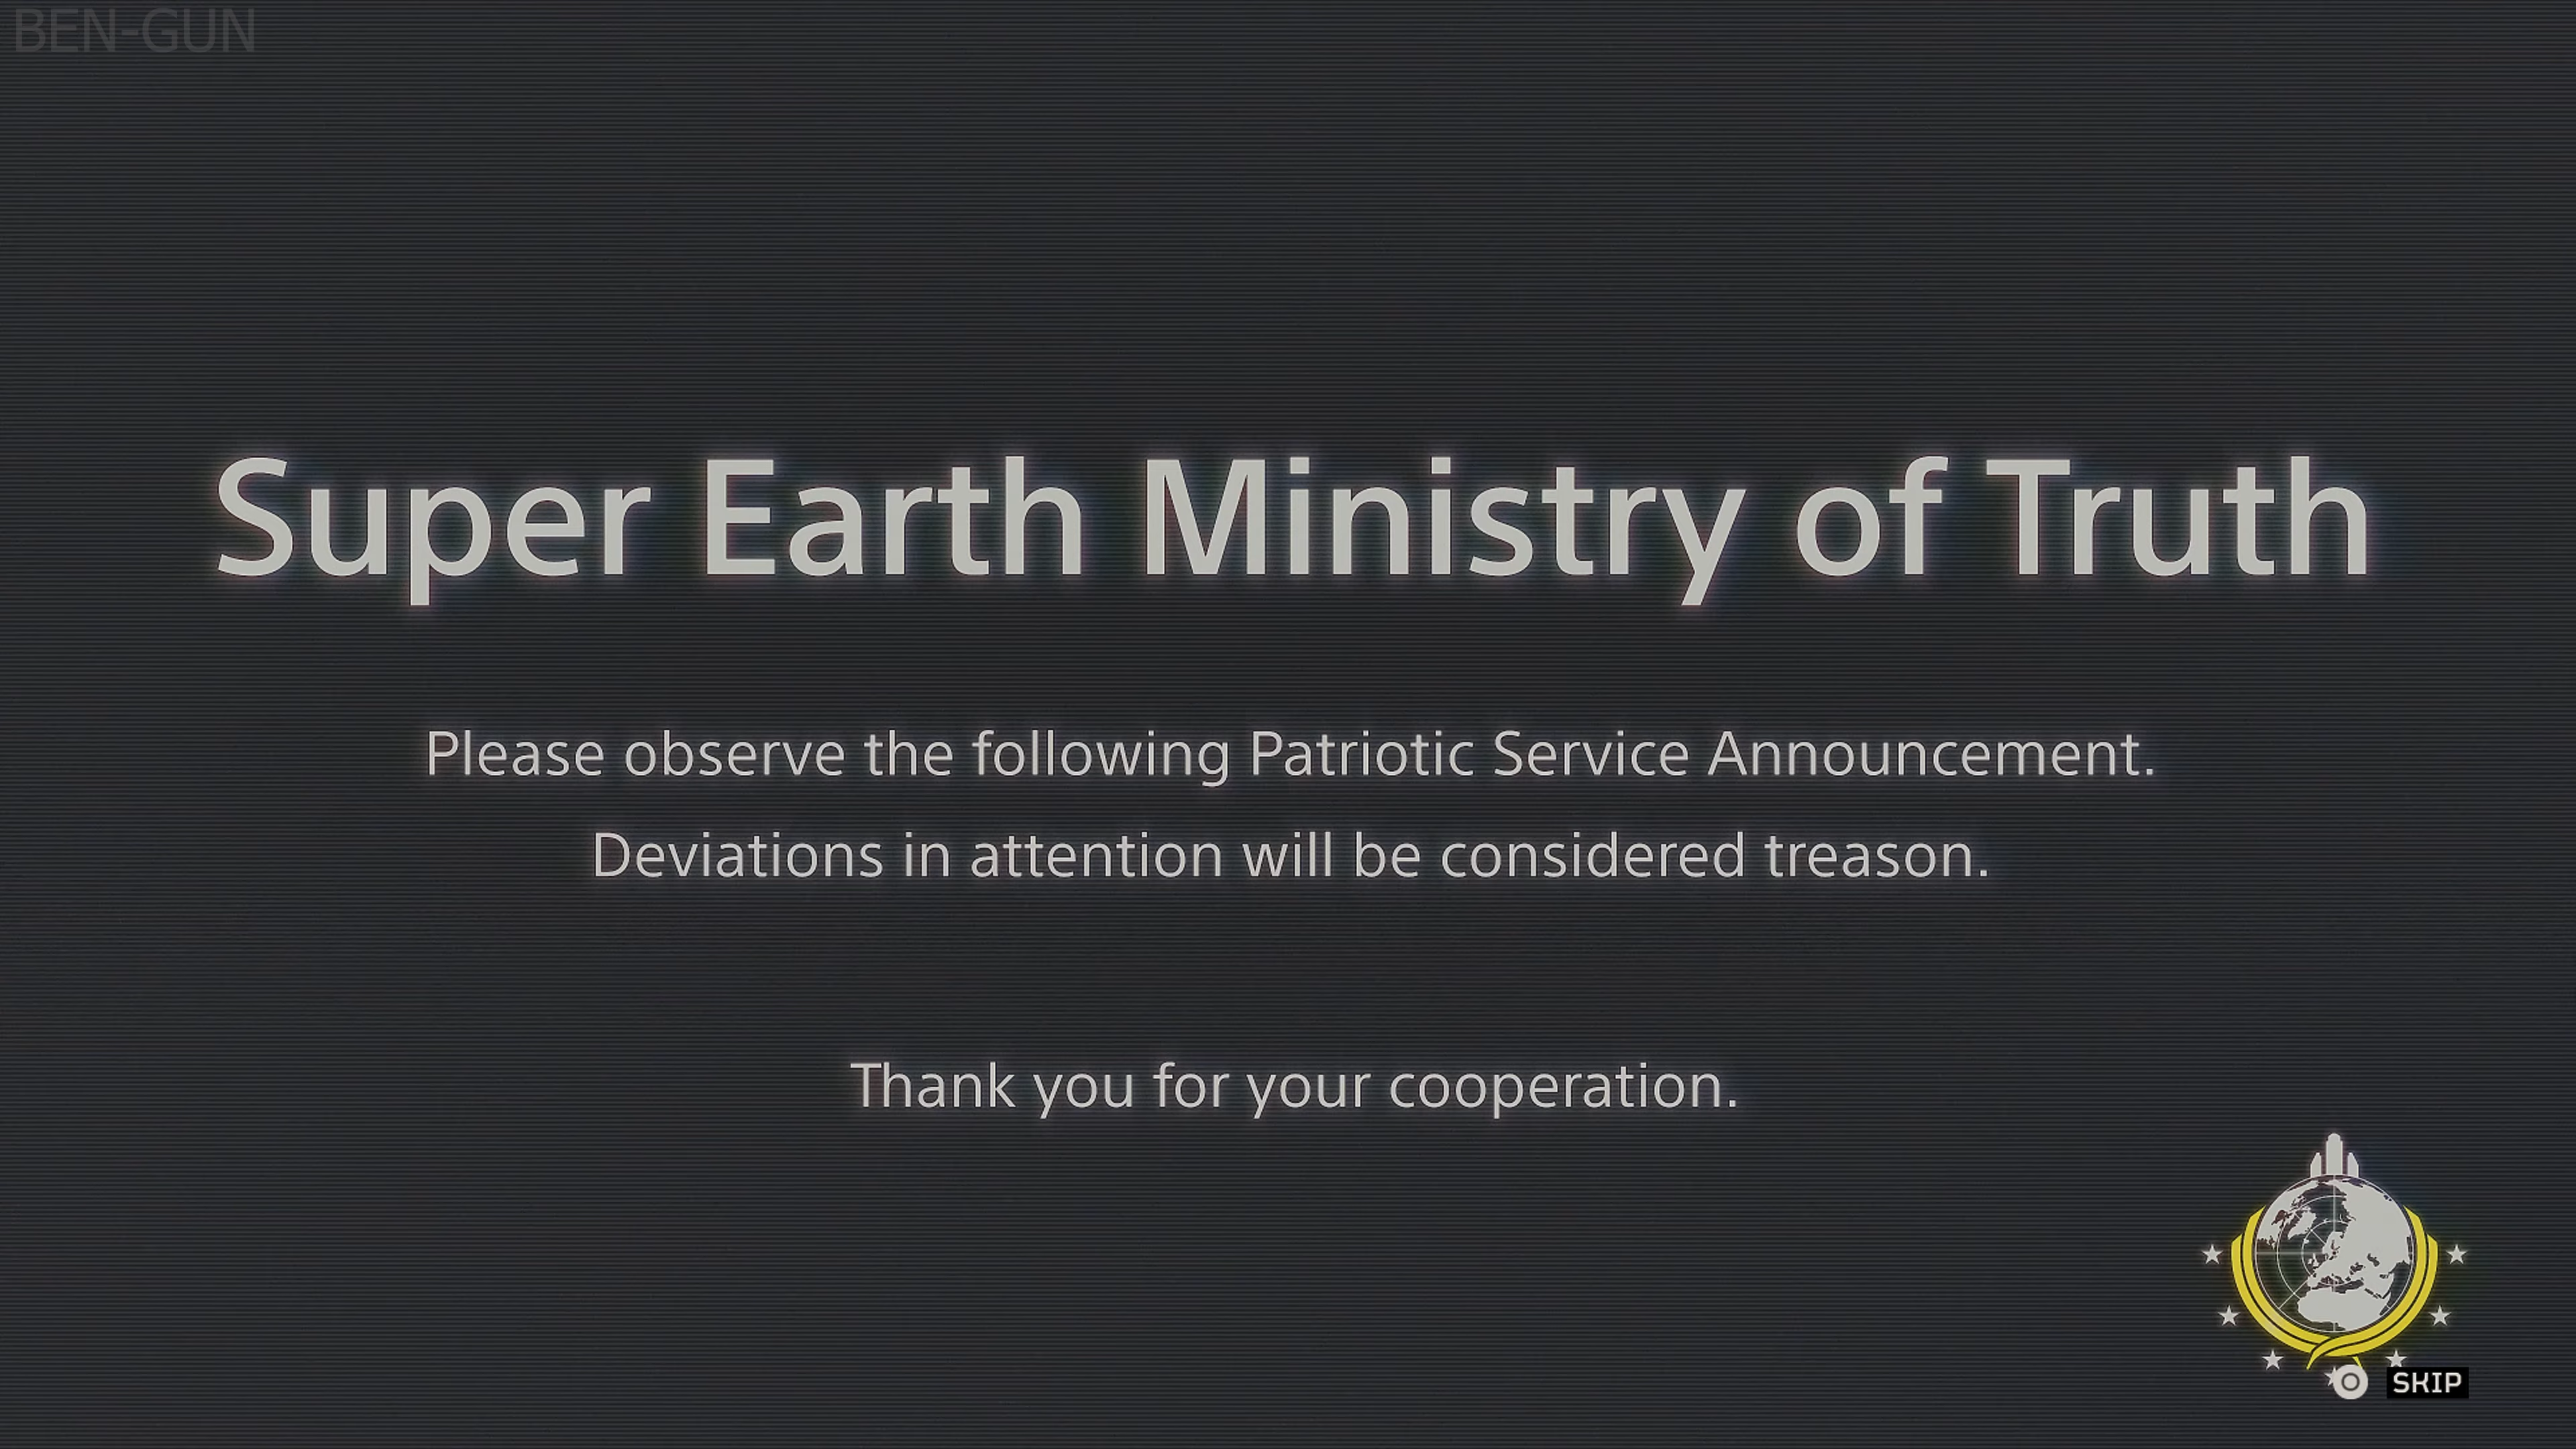 BEN-GUN
Super Earth Ministry of Truth
Please observe the following Patriotic Service Announcement.
Deviations in attention will be considered treason.
Thank you for your cooperation.
SKIP